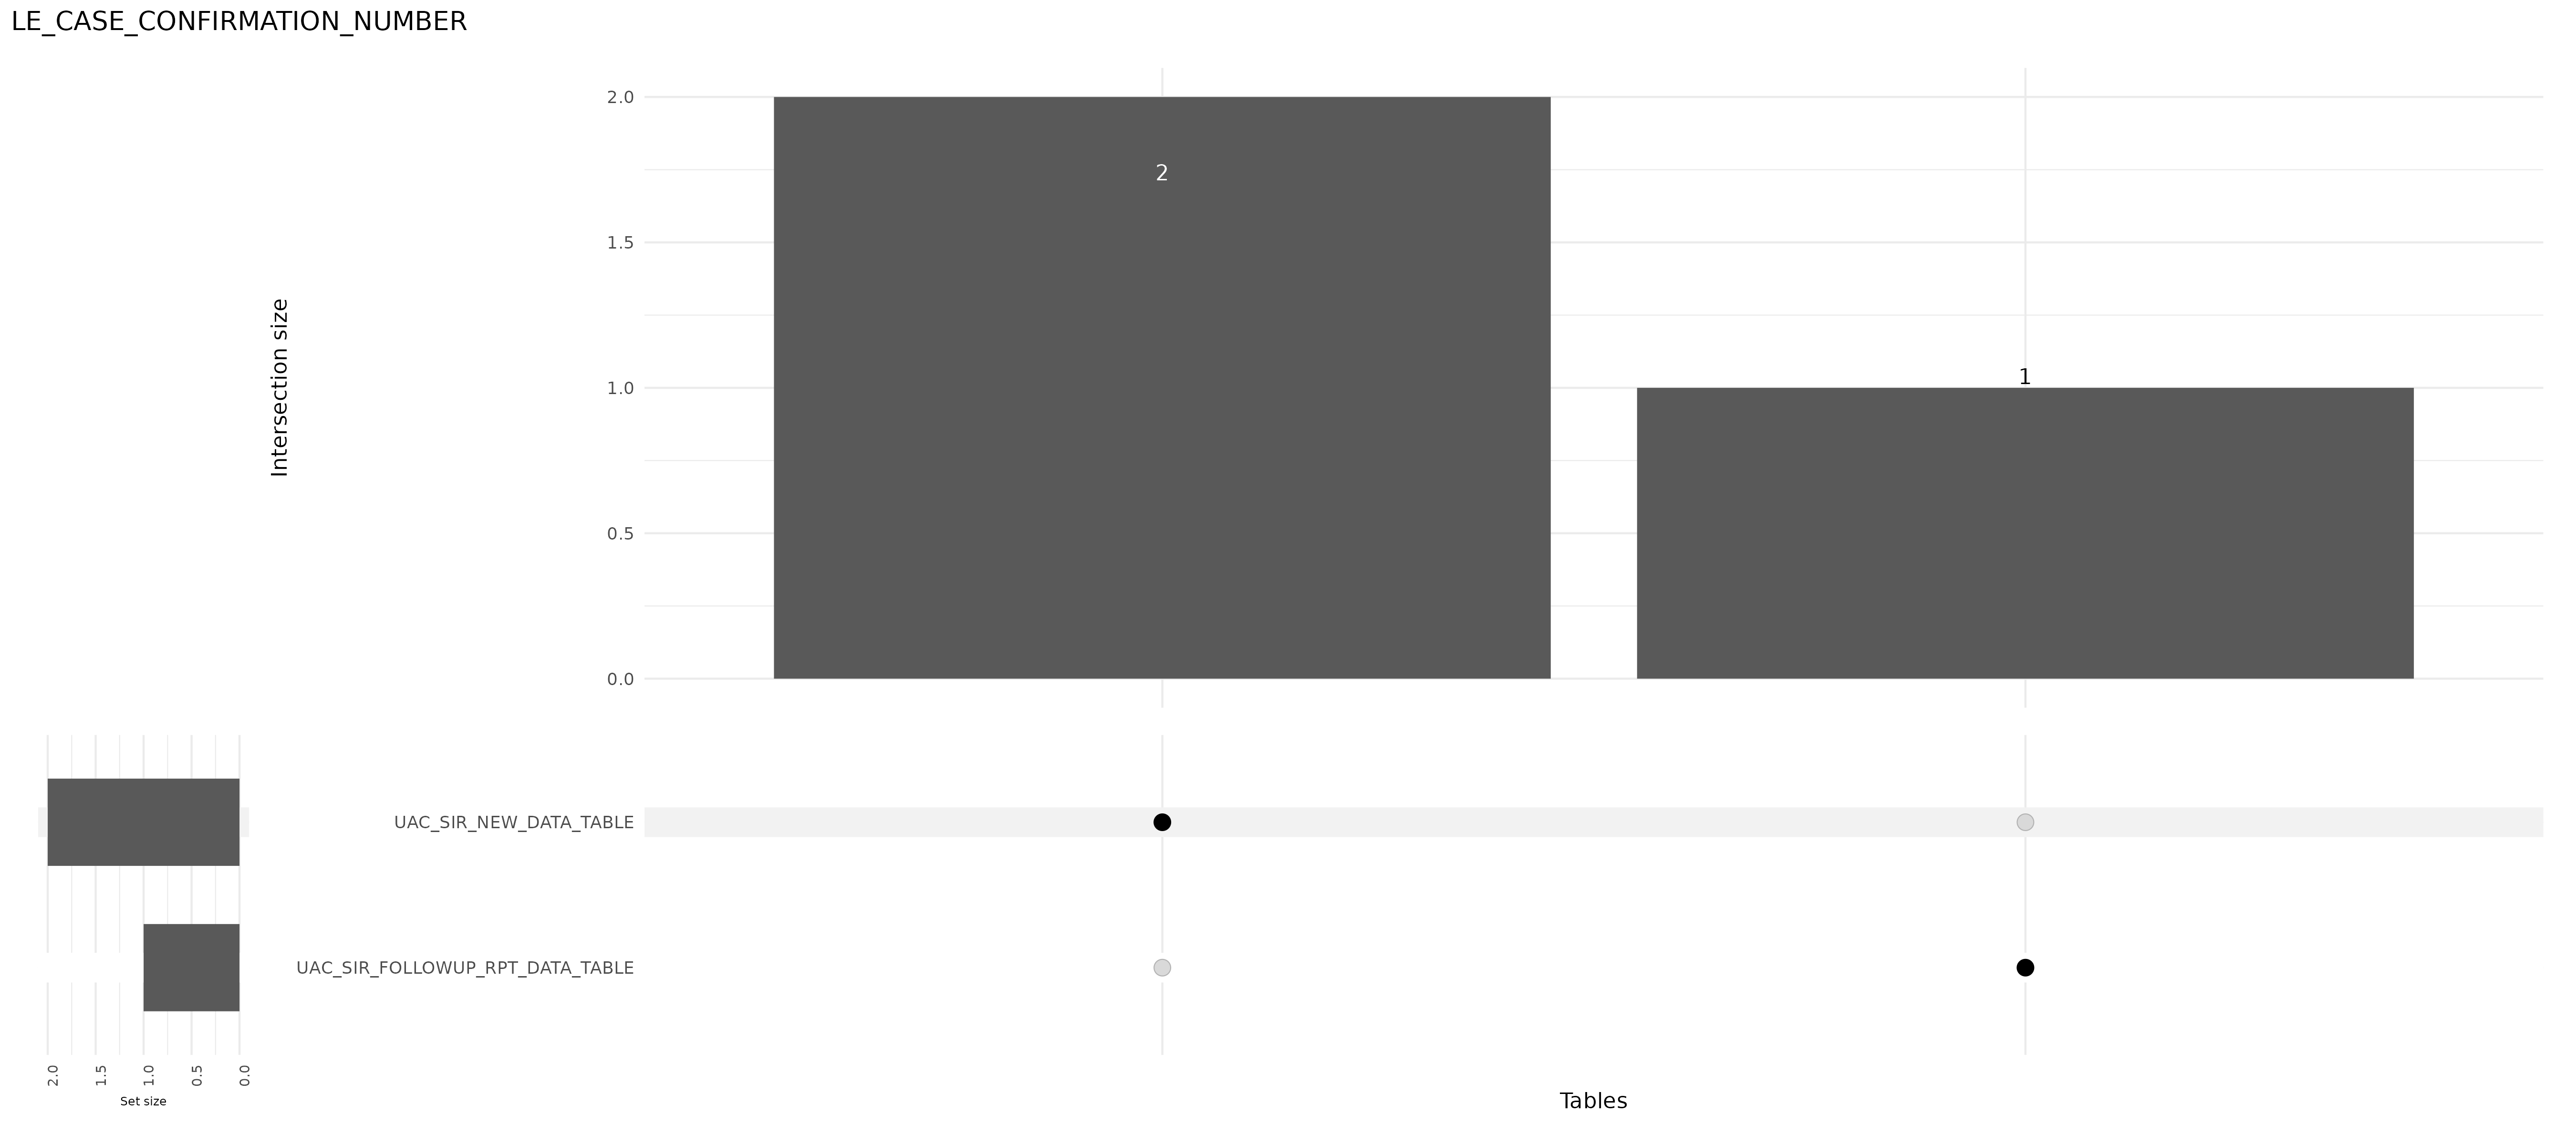 LE_CASE_CONFIRMATION_NUMBER
2.0
2
1.5
1
1.0
0.5
0.0
Intersection size
UAC_SIR_NEW_DATA_TABLE
UAC_SIR_FOLLOWUP_RPT_DATA_TABLE
2.0
1.5
1.0
0.5
0.0
Set size
Tables